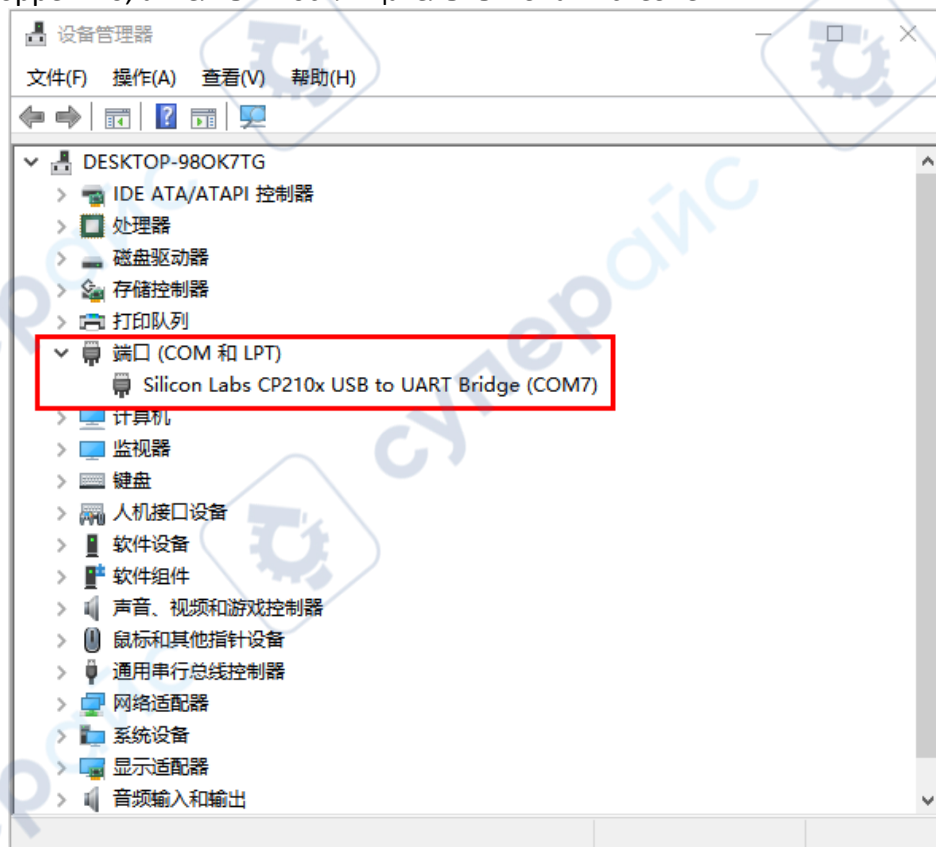 设备管理器
文件(F) 操作(A) 查看(V) 帮助(H)
DESKTOP-98OK7TG
IDE ATA/ATAPI 控制器
处理器
磁盘驱动器
存储控制器
打印队列
端口 (COM 和 LPT)
Silicon Labs CP210x USB to UART Bridge (COM7)
计算机
监视器
键盘
人机接口设备
软件设备
软件组件
声音、视频和游戏控制器
鼠标和其他指针设备
通用串行总线控制器
网络适配器
系统设备
显示适配器
音频输入和输出
суперайс